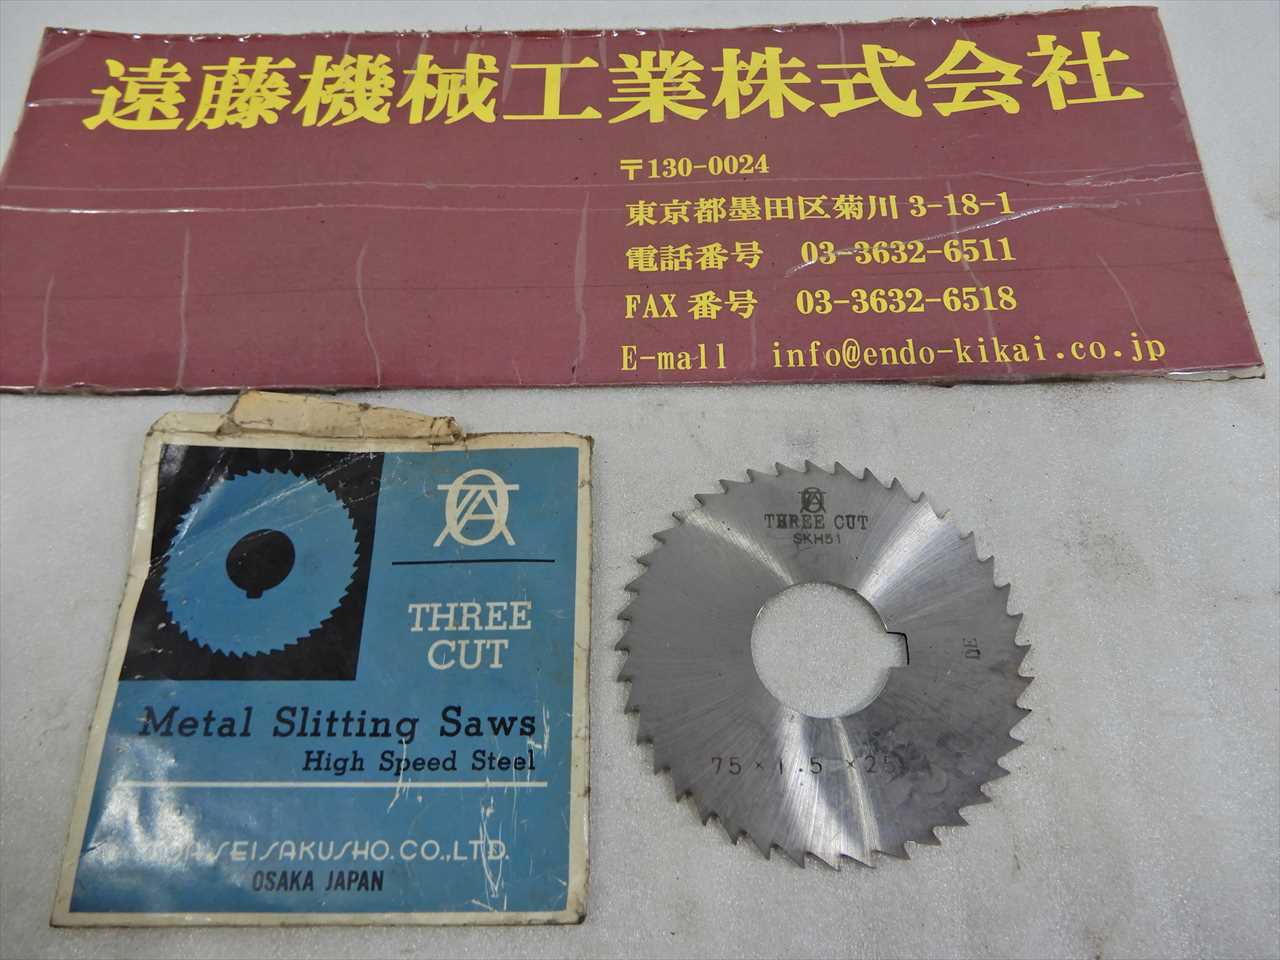 遠藤機械工業株式会社
〒130-0024
東京都墨田区菊川 3-18-1
電話番号 03-3632-6511
FAX 番号 03-3632-6518
E-mall info@endo-kikai.co.jp
THREE
CUT
Metal Slitting Saws
High Speed Steel
SEISAKUSHO. CO., LTD.
OSAKA JAPAN
THREE CUT
SKH51
DE
75 × 1.5 × 25